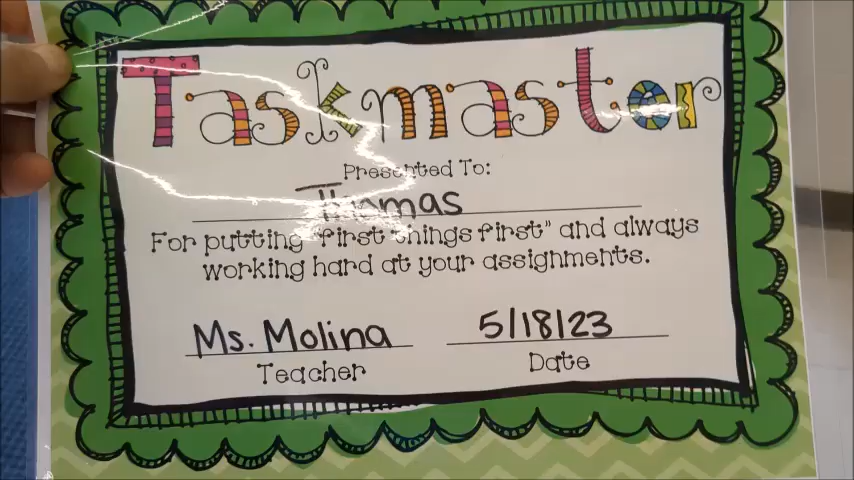 Taskmaster
Presented To:
Thomas
For putting "first things first" and always
working hard at your assignments.
Ms. Molina 5/18/23
Teacher Date